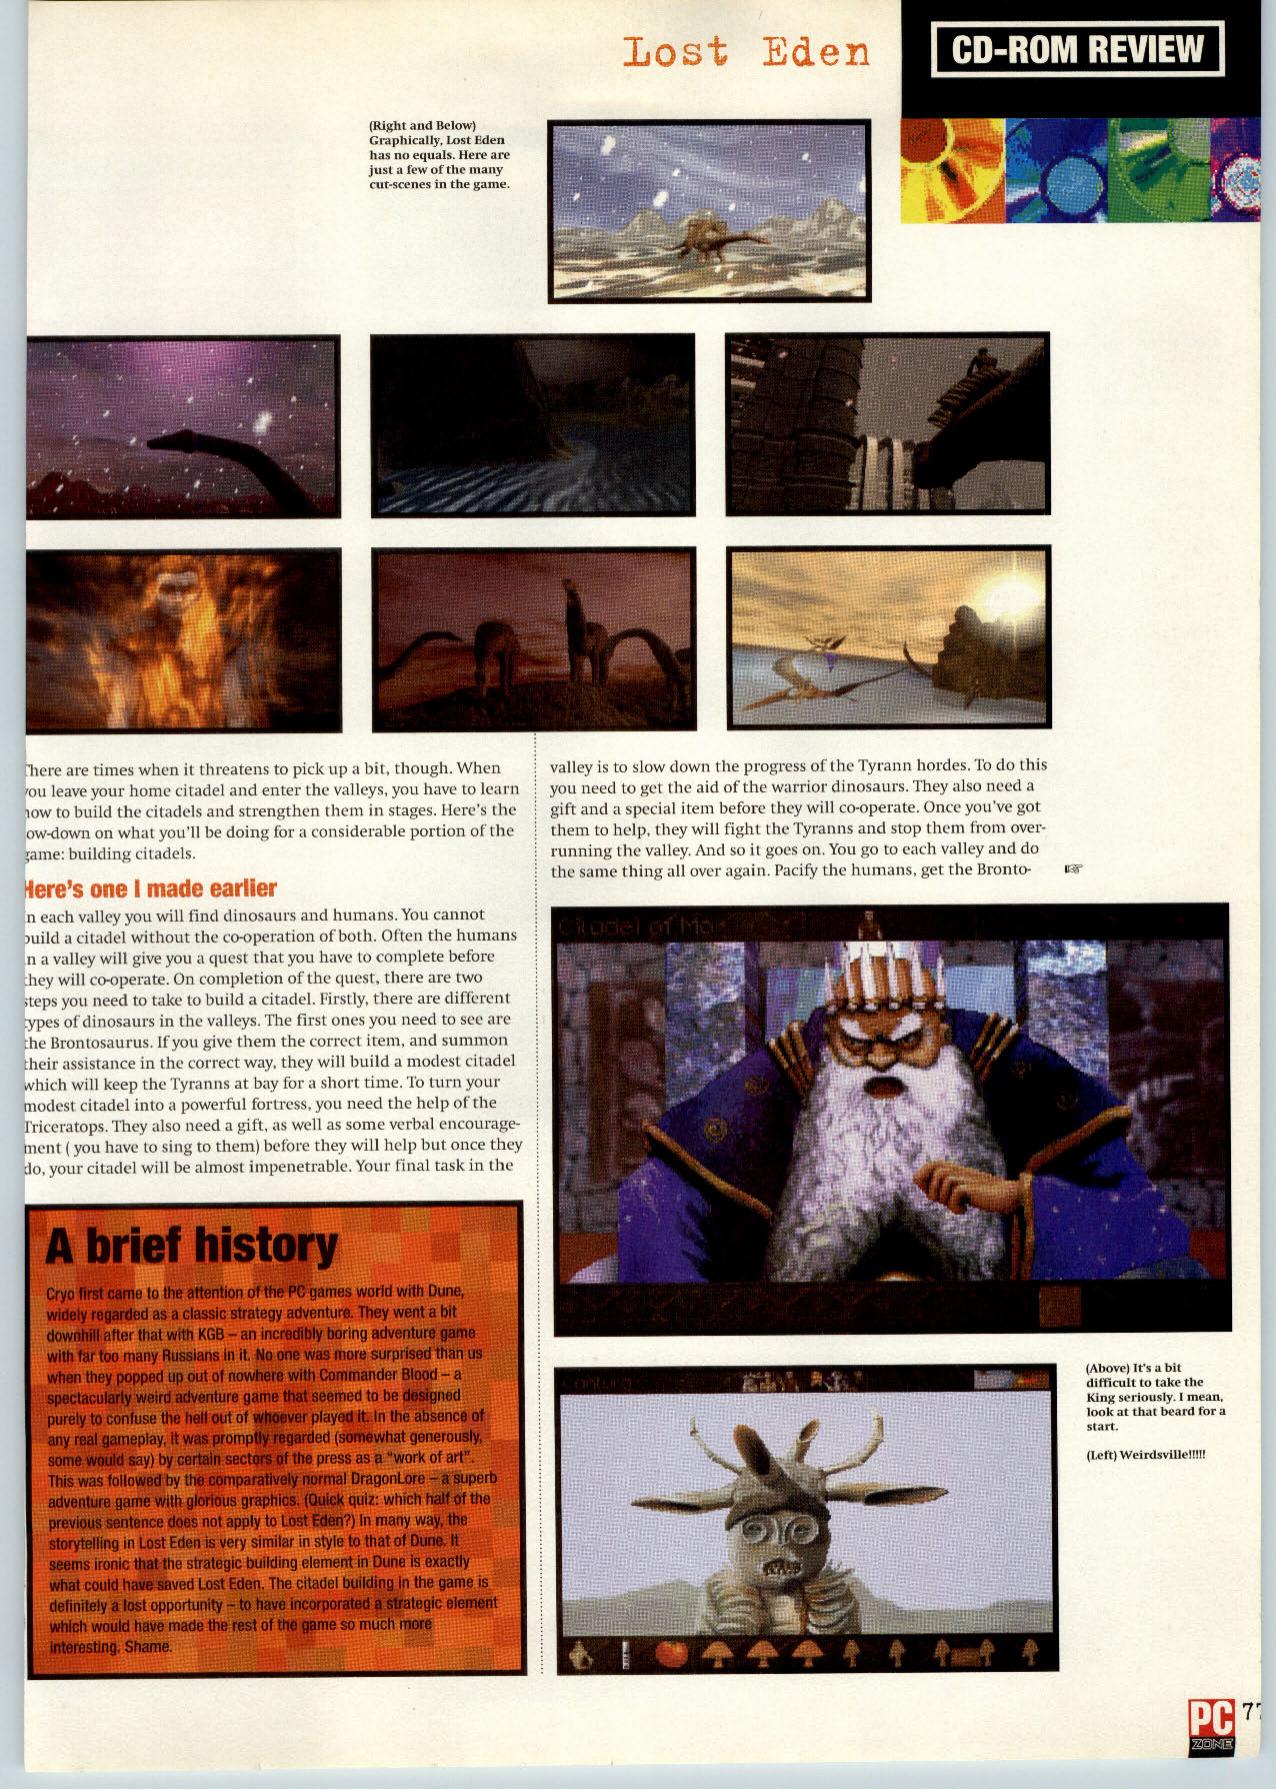 Lost Eden
CD-ROM REVIEW
(Right and Below)
Graphically, Lost Eden
has no equals. Here are
just a few of the many
cut-scenes in the game.
here are times when it threatens to pick up a bit, though. When
ou leave your home citadel and enter the valleys, you have to learn
ow to build the citadels and strengthen them in stages. Here's the
ow-down on what you'll be doing for a considerable portion of the
game: building citadels.
Here's one I made earlier
n each valley you will find dinosaurs and humans. You cannot
build a citadel without the co-operation of both. Often the humans
n a valley will give you a quest that you have to complete before
they will co-operate. On completion of the quest, there are two
steps you need to take to build a citadel. Firstly, there are different
types of dinosaurs in the valleys. The first ones you need to see are
the Brontosaurus. If you give them the correct item, and summon
their assistance in the correct way, they will build a modest citadel
which will keep the Tyranns at bay for a short time. To turn your
modest citadel into a powerful fortress, you need the help of the
Triceratops. They also need a gift, as well as some verbal encourage-
ment ( you have to sing to them) before they will help but once they
do, your citadel will be almost impenetrable. Your final task in the
valley is to slow down the progress of the Tyrann hordes. To do this
you need to get the aid of the warrior dinosaurs. They also need a
gift and a special item before they will co-operate. Once you've got
them to help, they will fight the Tyranns and stop them from over-
running the valley. And so it goes on. You go to each valley and do
the same thing all over again. Pacify the humans, get the Bronto-
Citadel of Mo
A brief history
Cryo first came to the attention of the PC games world with Dune,
widely regarded as a classic strategy adventure. They went a bit
downhill after that with KGB – an incredibly boring adventure game
with far too many Russians in it. No one was more surprised than us
when they popped up out of nowhere with Commander Blood – a
spectacularly weird adventure game that seemed to be designed
purely to confuse the hell out of whoever played it. In the absence of
any real gameplay, it was promptly regarded (somewhat generously,
some would say) by certain sectors of the press as a "work of art".
This was followed by the comparatively normal DragonLore – a superb
adventure game with glorious graphics. (Quick quiz: which half of the
previous sentence does not apply to Lost Eden?) In many way, the
storytelling in Lost Eden is very similar in style to that of Dune. It
seems ironic that the strategic building element in Dune is exactly
what could have saved Lost Eden. The citadel building in the game is
definitely a lost opportunity – to have incorporated a strategic element
which would have made the rest of the game so much more
interesting. Shame.
(Above) It's a bit
difficult to take the
King seriously. I mean,
look at that beard for a
start.
(Left) Weirdsville!!!!!
PC
ZONE
77